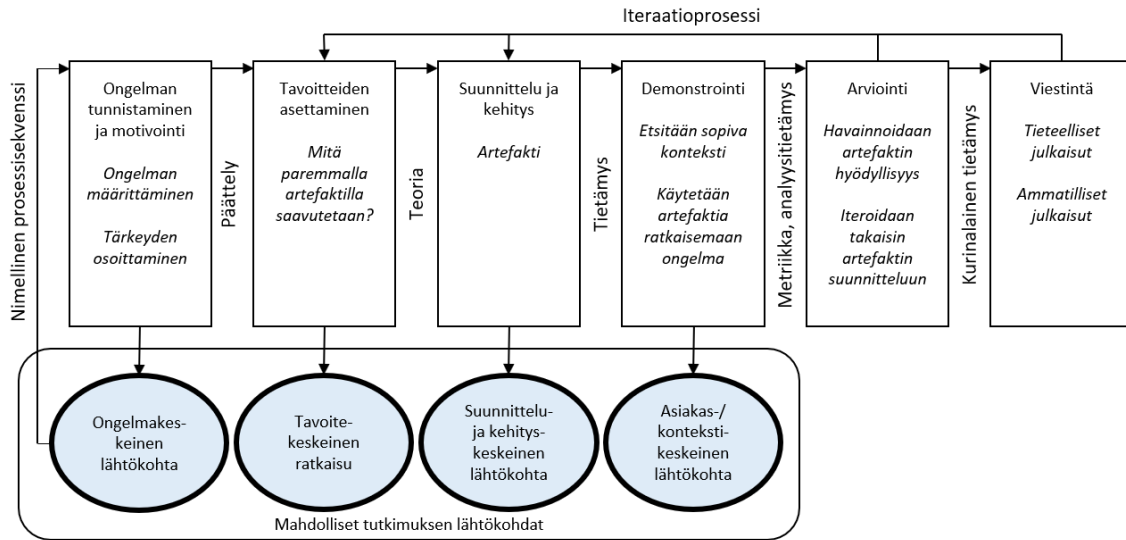 Iteraatioprosessi
Nimellinen prosessisekvenssi
Ongelman
tunnistaminen
ja motivointi
Ongelman
määrittäminen
Tärkeyden
osoittaminen
Päättely
Tavoitteiden
asettaminen
Mitä
paremmalla
artefaktilla
saavutetaan?
Teoria
Suunnittelu ja
kehitys
Artefakti
Tietämys
Demonstrointi
Etsitään sopiva
konteksti
Käytetään
artefaktia
ratkaisemaan
ongelma
Metriikka, analyysitietämys
Arviointi
Havainnoidaan
artefaktin
hyödyllisyys
Iteroidaan
takaisin
artefaktin
suunnitteluun
Kurinalainen tietämys
Viestintä
Tieteelliset
julkaisut
Ammatilliset
julkaisut
Ongelmakes-
keinen
lähtökohta
Tavoite-
keskeinen
ratkaisu
Suunnittelu-
ja kehitys-
keskeinen
lähtökohta
Asiakas-/
konteksti-
keskeinen
lähtökohta
Mahdolliset tutkimuksen lähtökohdat